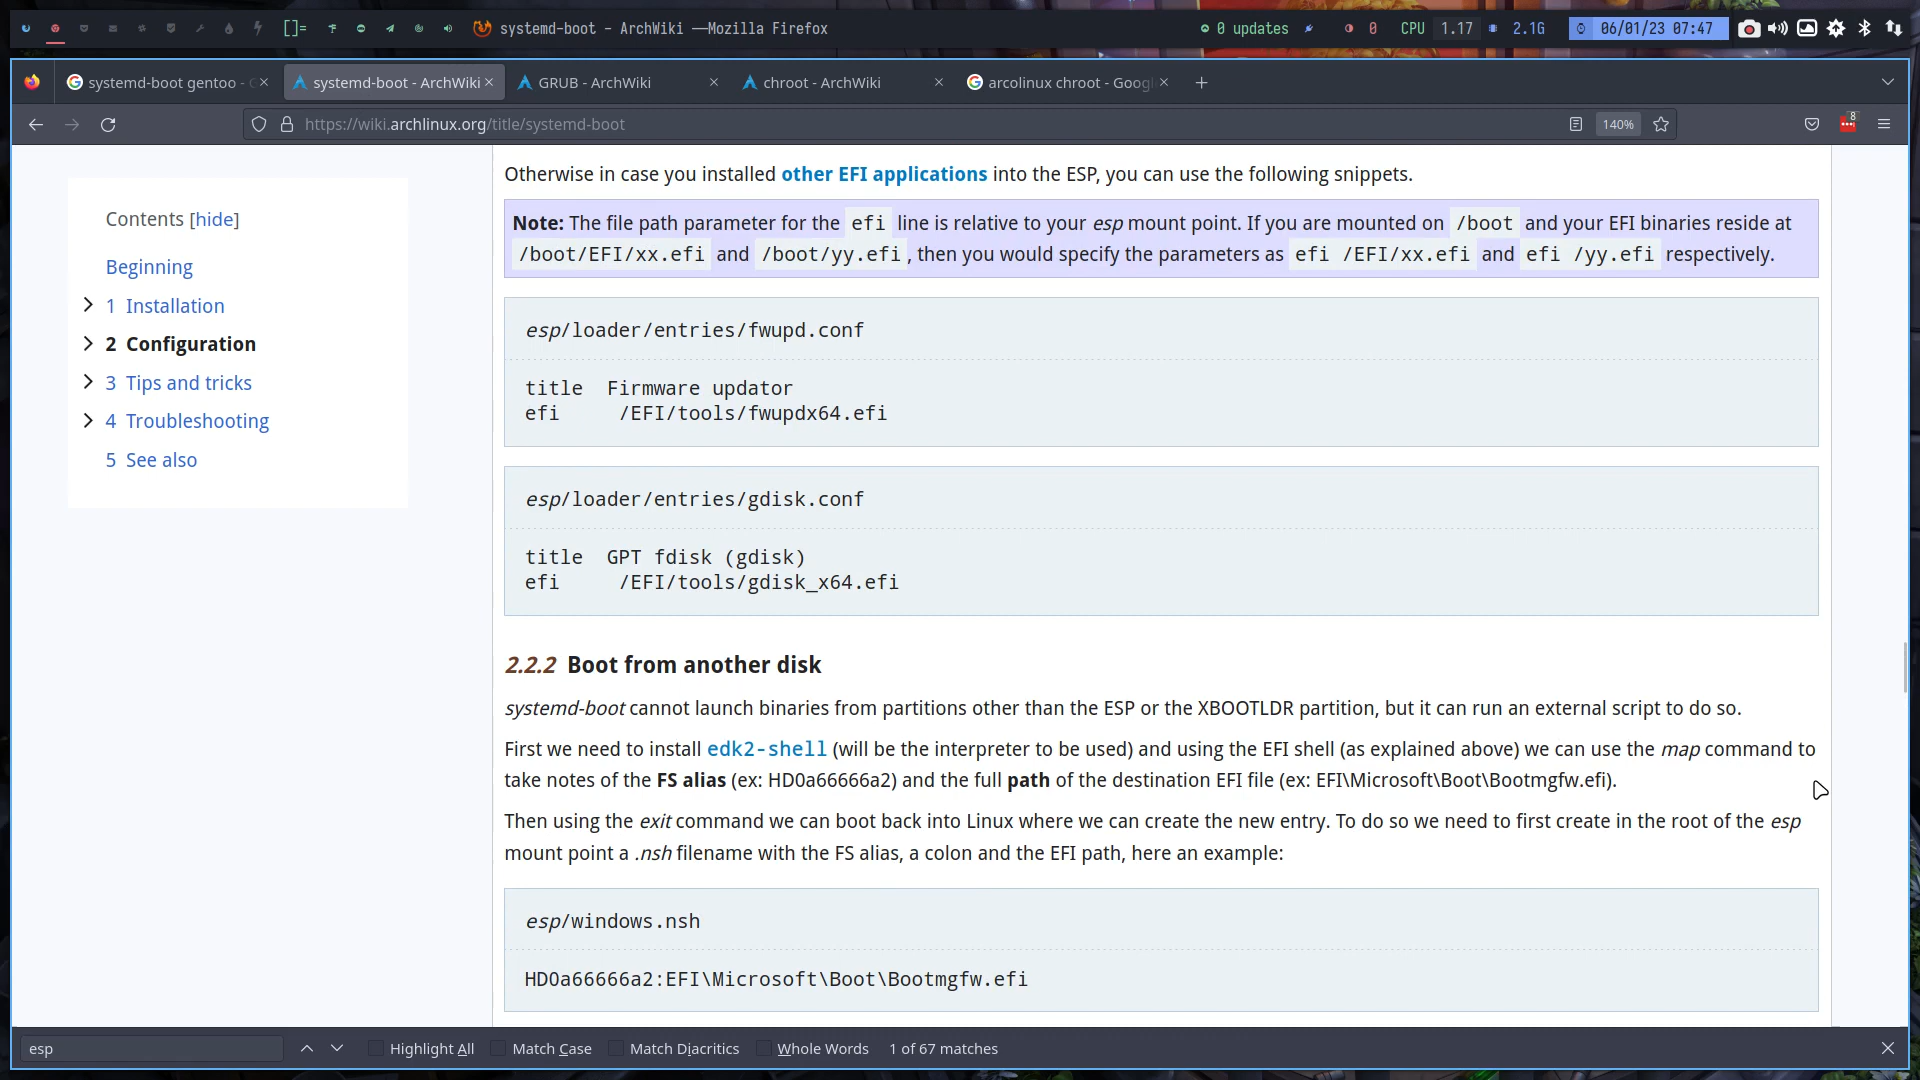 []=
systemd-boot - ArchWiki —Mozilla Firefox
0 updates
0
CPU 1.17
2.1G
06/01/23 07:47
systemd-boot gentoo -
systemd-boot - ArchWiki
GRUB - ArchWiki
chroot - ArchWiki
arcolinux chroot - Googl
https://wiki.archlinux.org/title/systemd-boot
140%
8
Contents [hide]
Beginning
1 Installation
2 Configuration
3 Tips and tricks
4 Troubleshooting
5 See also
Otherwise in case you installed other EFI applications into the ESP, you can use the following snippets.
Note: The file path parameter for the efi line is relative to your esp mount point. If you are mounted on /boot and your EFI binaries reside at
/boot/EFI/xx.efi and /boot/yy.efi, then you would specify the parameters as efi /EFI/xx.efi and efi /yy.efi respectively.
esp/loader/entries/fwupd.conf
title  Firmware updator
efi     /EFI/tools/fwupdx64.efi
esp/loader/entries/gdisk.conf
title  GPT fdisk (gdisk)
efi     /EFI/tools/gdisk_x64.efi
2.2.2 Boot from another disk
systemd-boot cannot launch binaries from partitions other than the ESP or the XBOOTLDR partition, but it can run an external script to do so.
First we need to install edk2-shell (will be the interpreter to be used) and using the EFI shell (as explained above) we can use the map command to
take notes of the FS alias (ex: HD0a66666a2) and the full path of the destination EFI file (ex: EFI\Microsoft\Boot\Bootmgfw.efi).
Then using the exit command we can boot back into Linux where we can create the new entry. To do so we need to first create in the root of the esp
mount point a .nsh filename with the FS alias, a colon and the EFI path, here an example:
esp/windows.nsh
HD0a66666a2:EFI\Microsoft\Boot\Bootmgfw.efi
esp
Highlight All
Match Case
Match Diacritics
Whole Words
1 of 67 matches